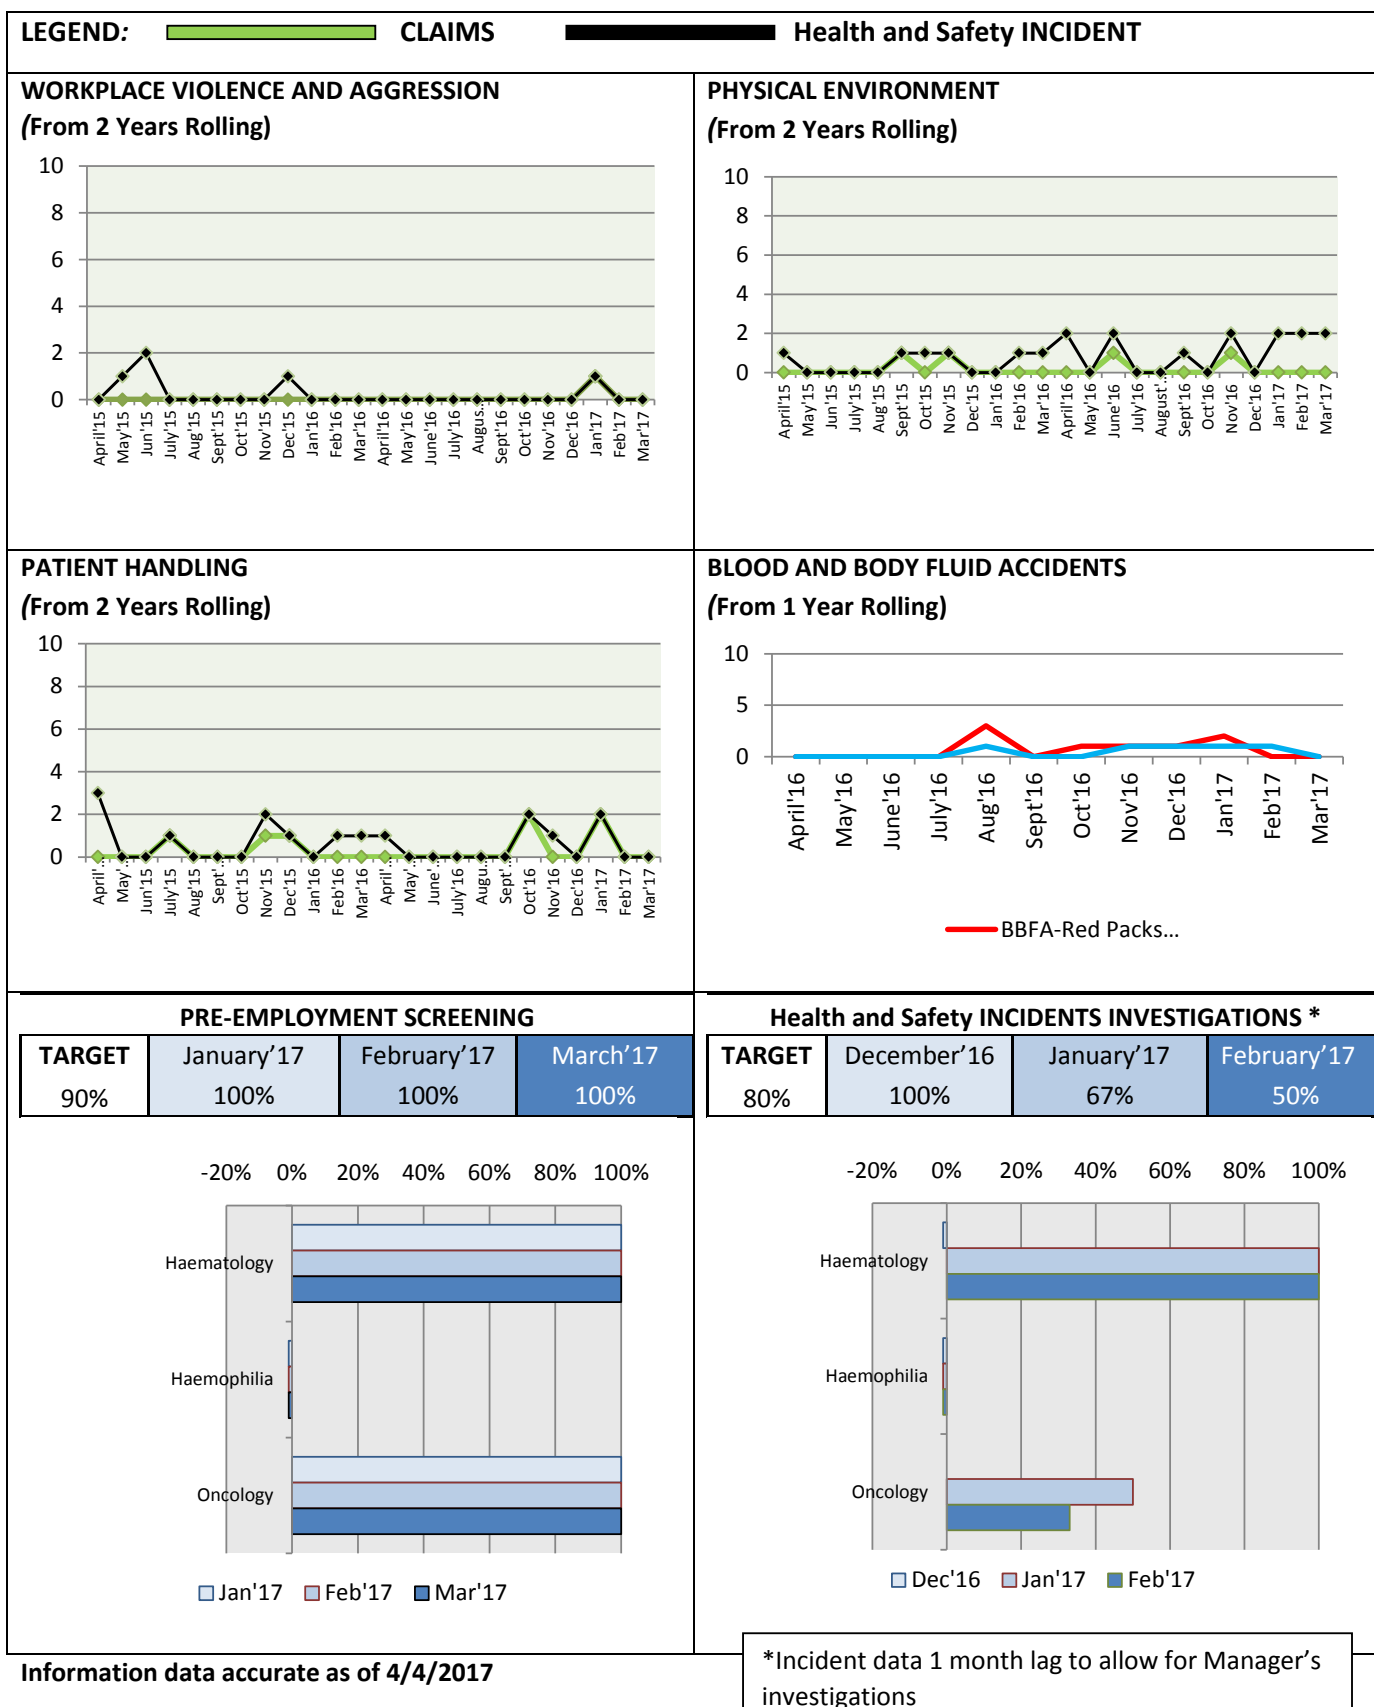 LEGEND: CLAIMS Health and Safety INCIDENT
WORKPLACE VIOLENCE AND AGGRESSION
(From 2 Years Rolling)
10
8
6
4
2
0
April'15 May'15 Jun'15 July'15 Aug'15 Sept'15 Oct'15 Nov'15 Dec'15 Jan'16 Feb'16 Mar'16 April'16 May'16 June'16 July'16 Augus... Sept'16 Oct'16 Nov'16 Dec'16 Jan'17 Feb'17 Mar'17
PHYSICAL ENVIRONMENT
(From 2 Years Rolling)
10
8
6
4
2
0
April'15 May'15 Jun'15 July'15 Aug'15 Sept'15 Oct'15 Nov'15 Dec'15 Jan'16 Feb'16 Mar'16 April'16 May'16 June'16 July'16 August'... Sept'16 Oct'16 Nov'16 Dec'16 Jan'17 Feb'17 Mar'17
PATIENT HANDLING
(From 2 Years Rolling)
10
8
6
4
2
0
April'... May'... Jun'15 July'15 Aug'15 Sept'... Oct'15 Nov'15 Dec'15 Jan'16 Feb'16 Mar'16 April'... May'... June'... July'16 Augu... Sept'... Oct'16 Nov'16 Dec'16 Jan'17 Feb'17 Mar'17
BLOOD AND BODY FLUID ACCIDENTS
(From 1 Year Rolling)
10
5
0
April'16 May'16 June'16 July'16 Aug'16 Sept'16 Oct'16 Nov'16 Dec'16 Jan'17 Feb'17 Mar'17
BBFA-Red Packs...
PRE-EMPLOYMENT SCREENING
TARGET January’17 February’17 March’17
90% 100% 100% 100%
-20% 0% 20% 40% 60% 80% 100%
Haematology
Haemophilia
Oncology
Jan'17 Feb'17 Mar'17
Health and Safety INCIDENTS INVESTIGATIONS *
TARGET December’16 January’17 February’17
80% 100% 67% 50%
-20% 0% 20% 40% 60% 80% 100%
Haematology
Haemophilia
Oncology
Dec'16 Jan'17 Feb'17
Information data accurate as of 4/4/2017
*Incident data 1 month lag to allow for Manager’s
investigations